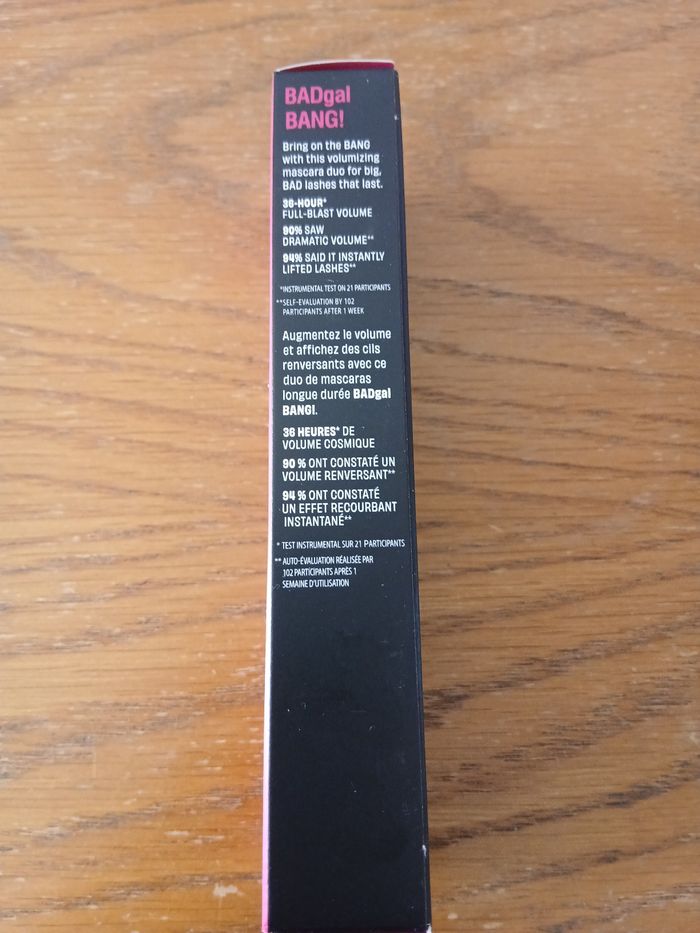 BADgal
BANG!
Bring on the BANG
with this volumizing
mascara duo for big,
BAD lashes that last.
36-HOUR*
FULL-BLAST VOLUME
90% SAW
DRAMATIC VOLUME**
94% SAID IT INSTANTLY
LIFTED LASHES**
*INSTRUMENTAL TEST ON 21 PARTICIPANTS
**SELF-EVALUATION BY 102
PARTICIPANTS AFTER 1 WEEK
Augmentez le volume
et affichez des cils
renversants avec ce
duo de mascaras
longue durée BADgal
BANG!.
36 HEURES* DE
VOLUME COSMIQUE
90 % ONT CONSTATÉ UN
VOLUME RENVERSANT**
94 % ONT CONSTATÉ
UN EFFET RECOURBANT
INSTANTANÉ**
* TEST INSTRUMENTAL SUR 21 PARTICIPANTS
** AUTO-ÉVALUATION RÉALISÉE PAR
102 PARTICIPANTS APRÈS 1
SEMAINE D'UTILISATION